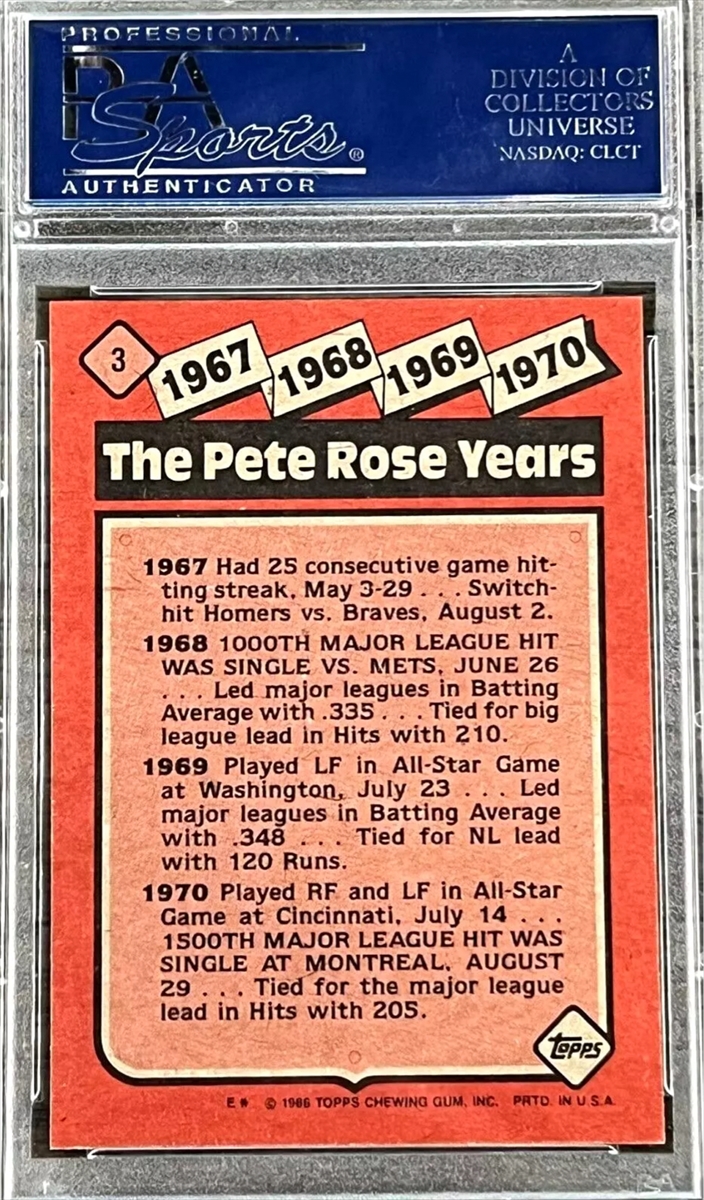 PROFESSIONAL
PSA
Sports®
AUTHENTICATOR
A
DIVISION OF
COLLECTORS
UNIVERSE
NASDAQ: CLCT
3
1967 1968 1969 1970
The Pete Rose Years
1967 Had 25 consecutive game hit-
ting streak, May 3-29 . . . Switch-
hit Homers vs. Braves, August 2.
1968 1000TH MAJOR LEAGUE HIT
WAS SINGLE VS. METS, JUNE 26
. . . Led major leagues in Batting
Average with .335 . . . Tied for big
league lead in Hits with 210.
1969 Played LF in All-Star Game
at Washington, July 23 . . . Led
major leagues in Batting Average
with .348 . . . Tied for NL lead
with 120 Runs.
1970 Played RF and LF in All-Star
Game at Cincinnati, July 14 . . .
1500TH MAJOR LEAGUE HIT WAS
SINGLE AT MONTREAL, AUGUST
29 . . . Tied for the major league
lead in Hits with 205.
topps
E* © 1986 TOPPS CHEWING GUM, INC. PRTD. IN U.S.A.